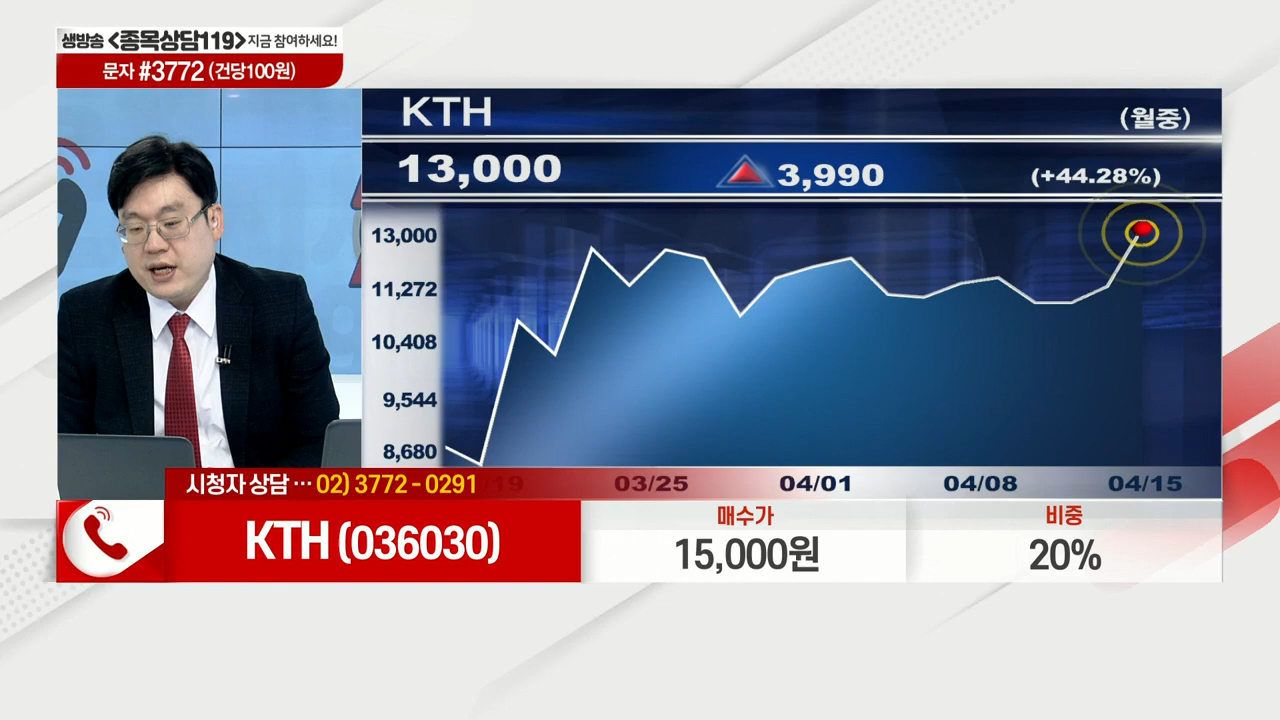 생방송 <종목상담119> 지금 참여하세요!
문자 #3772 (건당100원)
KTH
(월중)
13,000
3,990
(+44.28%)
13,000
11,272
10,408
9,544
8,680
/19
03/25
04/01
04/08
04/15
시청자 상담 ··· 02) 3772 - 0291
KTH (036030)
매수가
15,000원
비중
20%